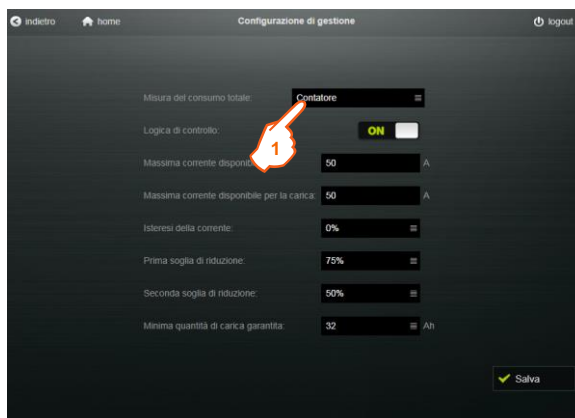 indietro home Configurazione di gestione logout
Misura del consumo totale: Contatore
Logica di controllo: ON
1
Massima corrente disponibile 50 A
Massima corrente disponibile per la carica: 50 A
Isteresi della corrente: 0%
Prima soglia di riduzione: 75%
Seconda soglia di riduzione: 50%
Minima quantità di carica garantita: 32 Ah
Salva